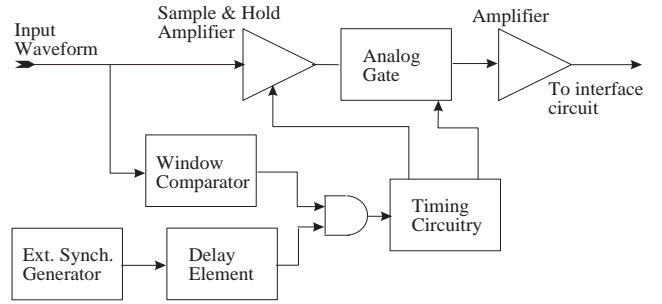 Input
Waveform
Sample & Hold
Amplifier
Analog
Gate
Amplifier
To interface
circuit
Window
Comparator
Timing
Circuitry
Ext. Synch.
Generator
Delay
Element